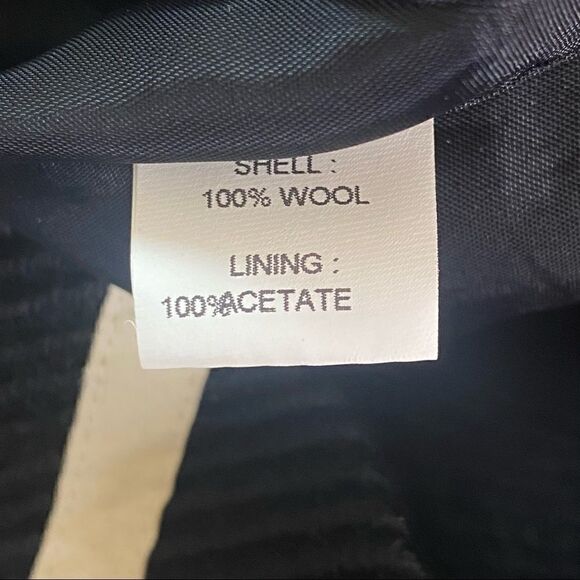 SHELL :
100% WOOL
LINING :
100%ACETATE